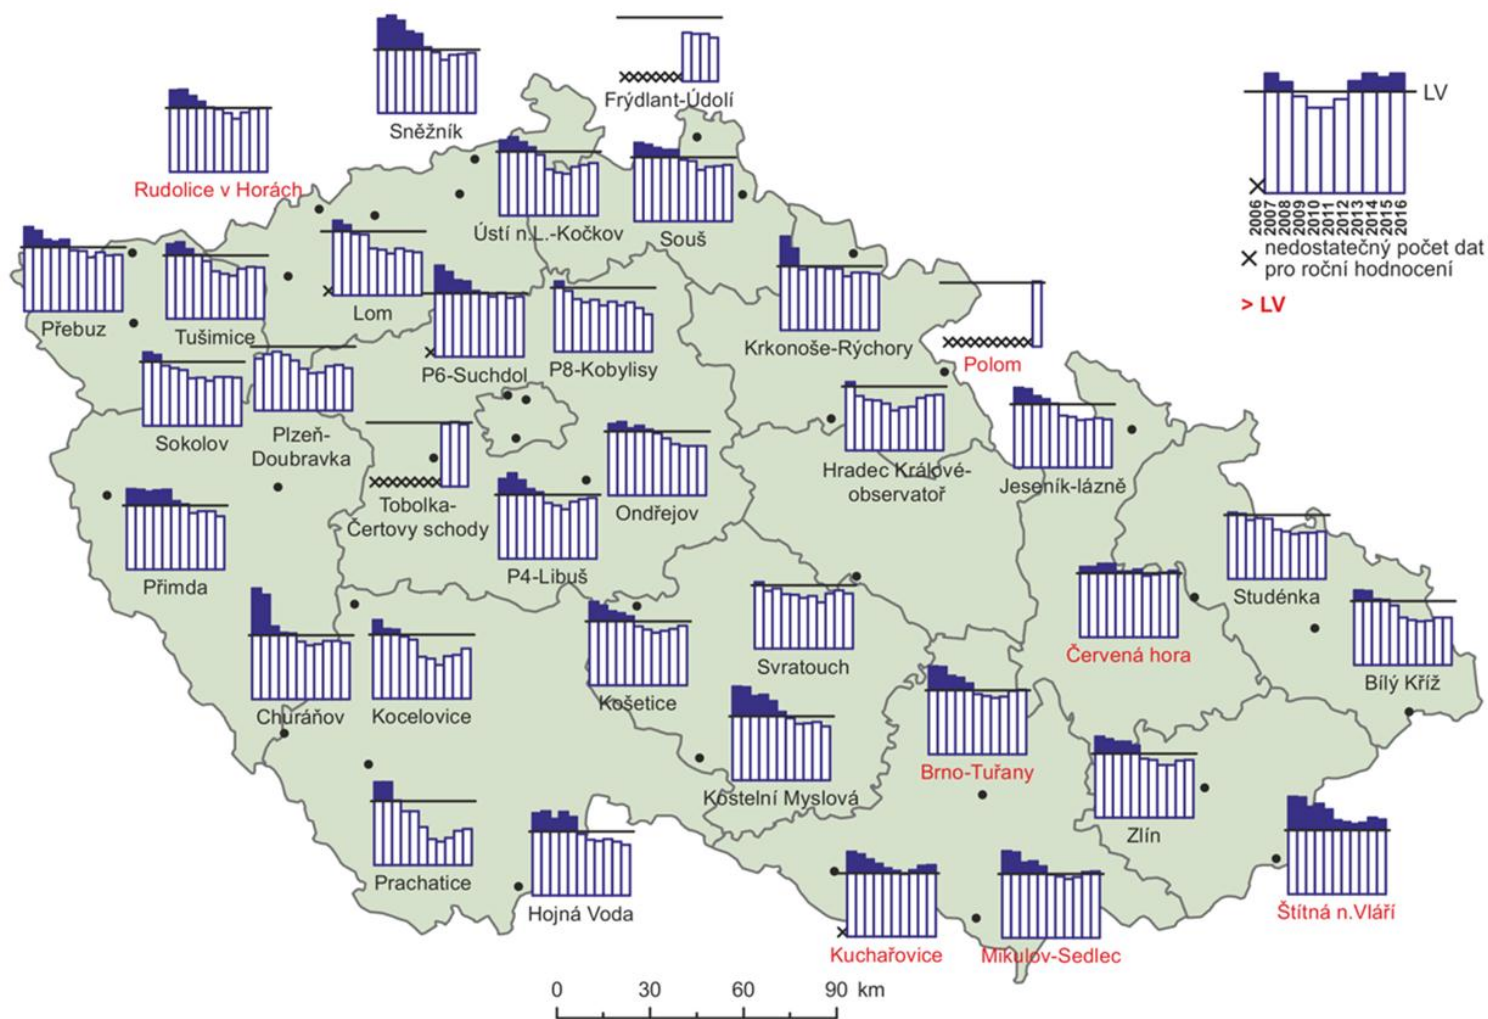 Frýdlant-Údolí
Sněžník
LV
Rudolice v Horách
2006
2007
2008
2009
2010
2011
2012
2013
2014
2015
2016
nedostatečný počet dat
pro roční hodnocení
> LV
Ústí n.L.-Kočkov
Souš
Přebuz
Tušimice
Lom
Krkonoše-Rýchory
P6-Suchdol
P8-Kobylisy
Polom
Sokolov
Plzeň-
Doubravka
Hradec Králové-
observatoř
Jeseník-lázně
Tobolka-
Čertovy schody
Ondřejov
Přimda
P4-Libuš
Studénka
Svratouch
Červená hora
Bílý Kříž
Churáňov
Kocelovice
Košetice
Brno-Tuřany
Kostelní Myslová
Zlín
Prachatice
Hojná Voda
Štítná n.Vláří
Kuchařovice
Mikulov-Sedlec
0 30 60 90 km